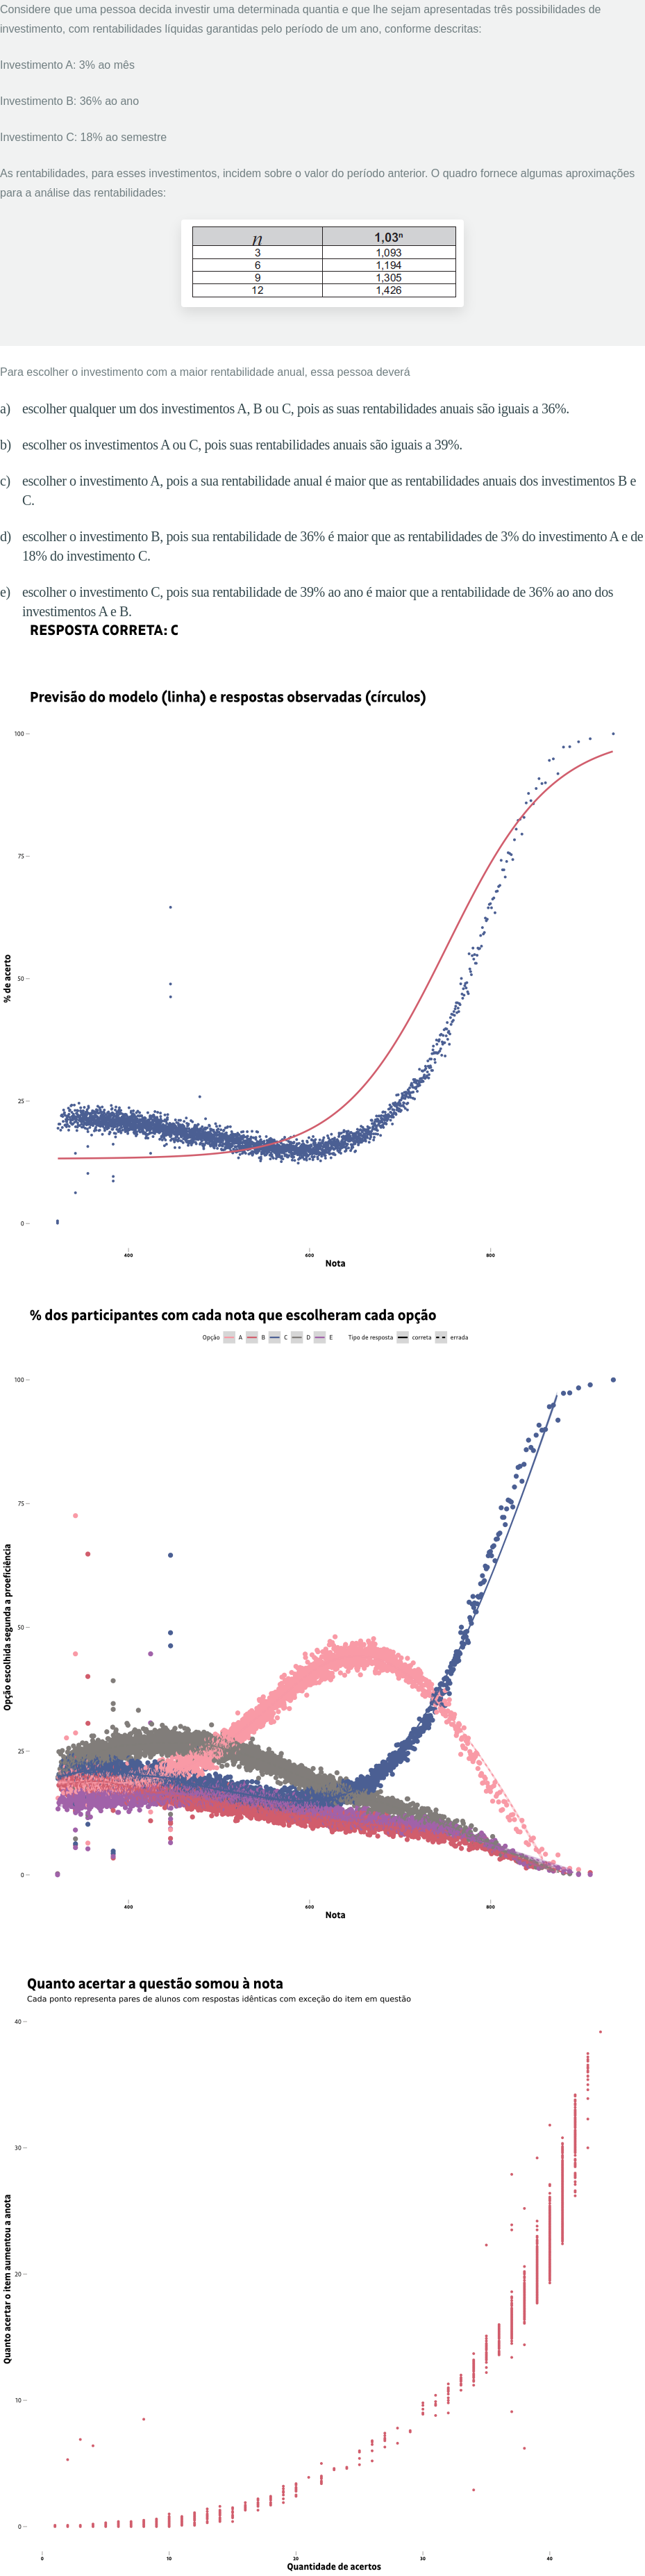 Considere que uma pessoa decida investir uma determinada quantia e que lhe sejam apresentadas três possibilidades de
investimento, com rentabilidades líquidas garantidas pelo período de um ano, conforme descritas:
Investimento A: 3% ao mês
Investimento B: 36% ao ano
Investimento C: 18% ao semestre
As rentabilidades, para esses investimentos, incidem sobre o valor do período anterior. O quadro fornece algumas aproximações
para a análise das rentabilidades:
n 1,03ⁿ
3 1,093
6 1,194
9 1,305
12 1,426
Para escolher o investimento com a maior rentabilidade anual, essa pessoa deverá
a) escolher qualquer um dos investimentos A, B ou C, pois as suas rentabilidades anuais são iguais a 36%.
b) escolher os investimentos A ou C, pois suas rentabilidades anuais são iguais a 39%.
c) escolher o investimento A, pois a sua rentabilidade anual é maior que as rentabilidades anuais dos investimentos B e
C.
d) escolher o investimento B, pois sua rentabilidade de 36% é maior que as rentabilidades de 3% do investimento A e de
18% do investimento C.
e) escolher o investimento C, pois sua rentabilidade de 39% ao ano é maior que a rentabilidade de 36% ao ano dos
investimentos A e B.
RESPOSTA CORRETA: C
Previsão do modelo (linha) e respostas observadas (círculos)
100
75
50
25
0
% de acerto
400 600 800
Nota
% dos participantes com cada nota que escolheram cada opção
Opção A B C D E Tipo de resposta correta errada
100
75
50
25
0
Opção escolhida segunda a proeficiência
400 600 800
Nota
Quanto acertar a questão somou à nota
Cada ponto representa pares de alunos com respostas idênticas com exceção do item em questão
40
30
20
10
0
Quanto acertar o item aumentou a anota
0 10 20 30 40
Quantidade de acertos